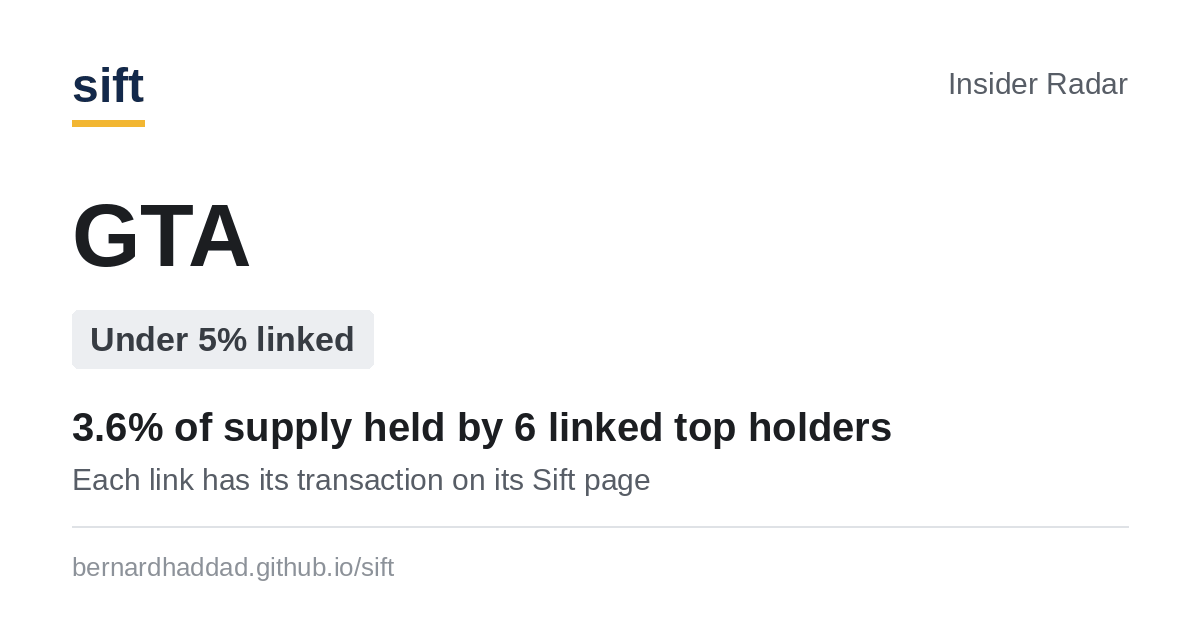 sift
Insider Radar
GTA
Under 5% linked
3.6% of supply held by 6 linked top holders
Each link has its transaction on its Sift page
bernardhaddad.github.io/sift